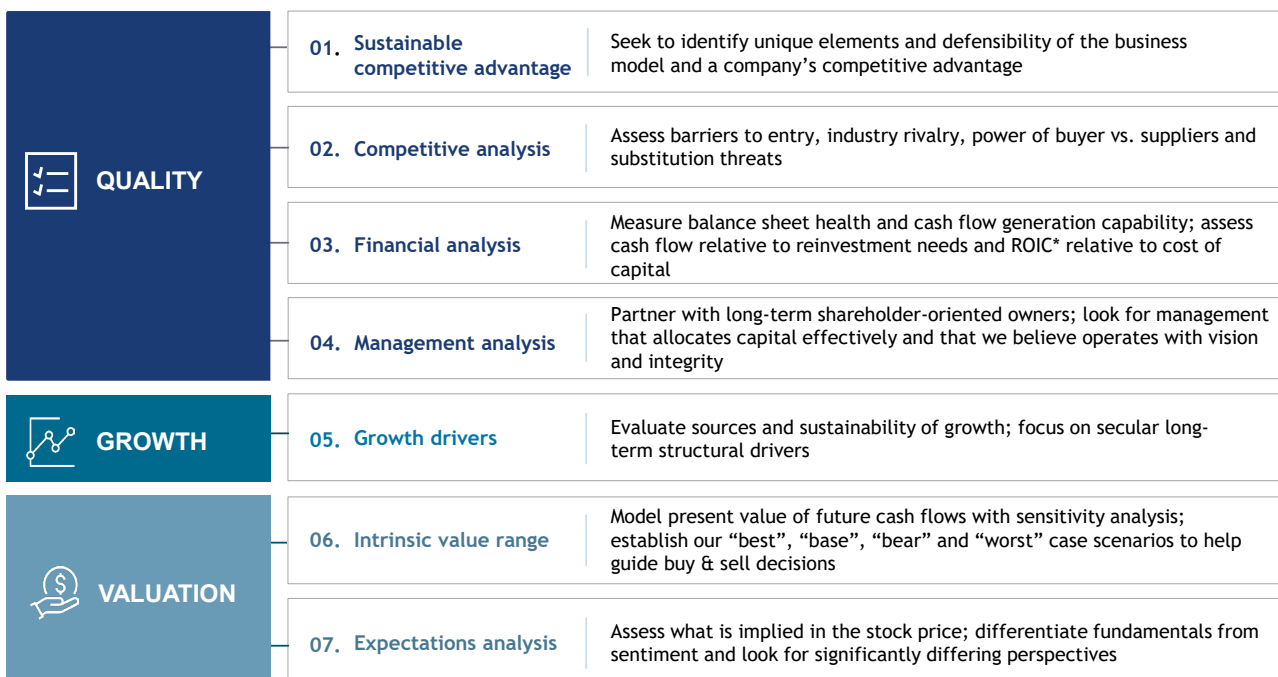 QUALITY
01. Sustainable
competitive advantage
Seek to identify unique elements and defensibility of the business
model and a company’s competitive advantage
02. Competitive analysis
Assess barriers to entry, industry rivalry, power of buyer vs. suppliers and
substitution threats
03. Financial analysis
Measure balance sheet health and cash flow generation capability; assess
cash flow relative to reinvestment needs and ROIC* relative to cost of
capital
04. Management analysis
Partner with long-term shareholder-oriented owners; look for management
that allocates capital effectively and that we believe operates with vision
and integrity
GROWTH
05. Growth drivers
Evaluate sources and sustainability of growth; focus on secular long-
term structural drivers
VALUATION
06. Intrinsic value range
Model present value of future cash flows with sensitivity analysis;
establish our “best”, “base”, “bear” and “worst” case scenarios to help
guide buy & sell decisions
07. Expectations analysis
Assess what is implied in the stock price; differentiate fundamentals from
sentiment and look for significantly differing perspectives
$